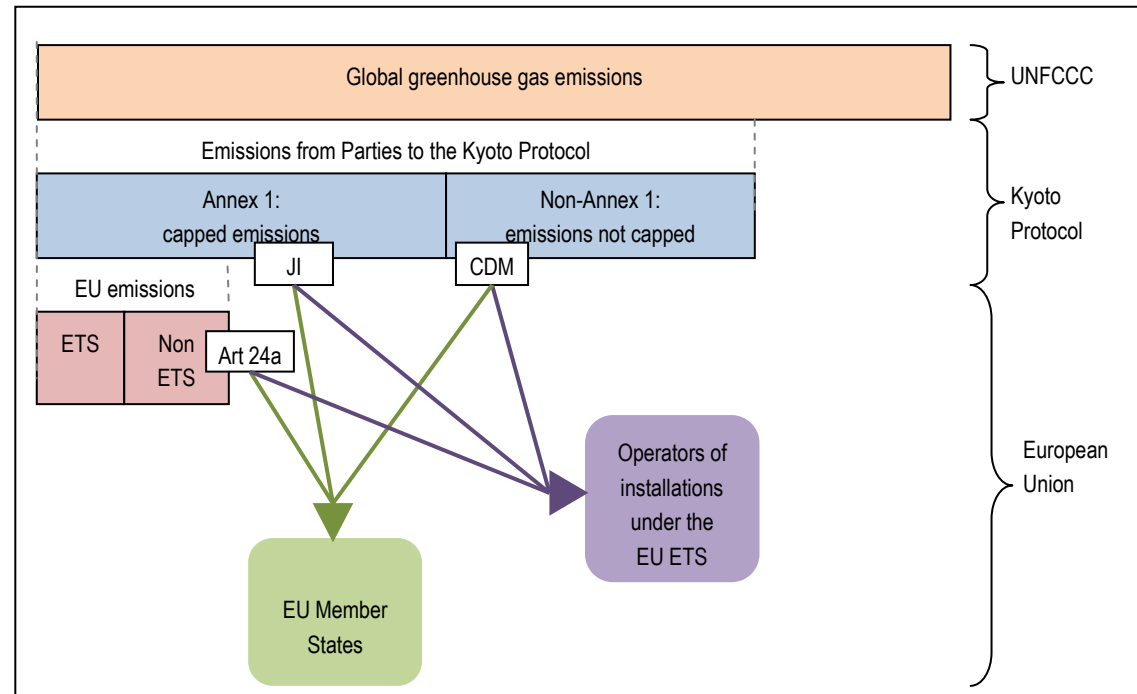 Global greenhouse gas emissions
UNFCCC
Emissions from Parties to the Kyoto Protocol
Annex 1:
capped emissions
Non-Annex 1:
emissions not capped
Kyoto
Protocol
JI
CDM
EU emissions
ETS
Non
ETS
Art 24a
Operators of
installations
under the
EU ETS
European
Union
EU Member
States